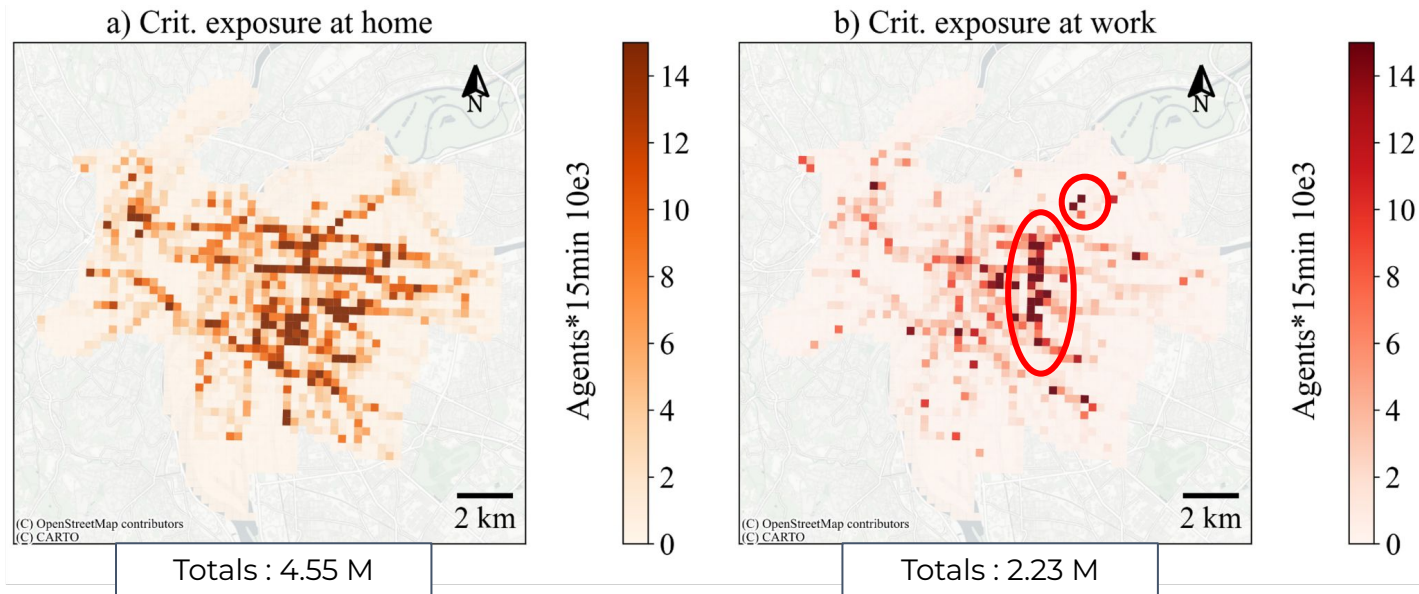 a) Crit. exposure at home
N
2 km
(C) OpenStreetMap contributors
(C) CARTO
Totals : 4.55 M
14
12
10
8
6
4
2
0
Agents*15min 10e3
b) Crit. exposure at work
N
2 km
(C) OpenStreetMap contributors
(C) CARTO
Totals : 2.23 M
14
12
10
8
6
4
2
0
Agents*15min 10e3